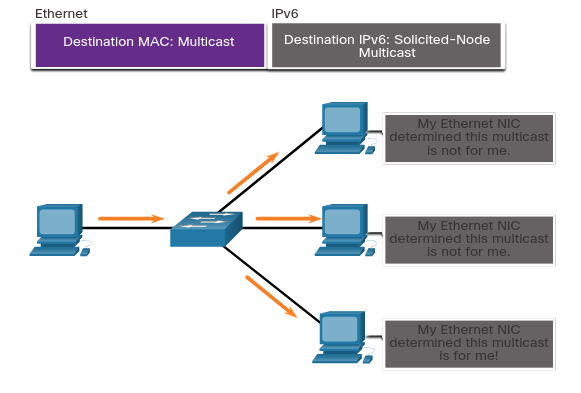 Ethernet
IPv6
Destination MAC: Multicast
Destination IPv6: Solicited-Node
Multicast
My Ethernet NIC
determined this multicast
is not for me.
My Ethernet NIC
determined this multicast
is not for me.
My Ethernet NIC
determined this multicast
is for me!